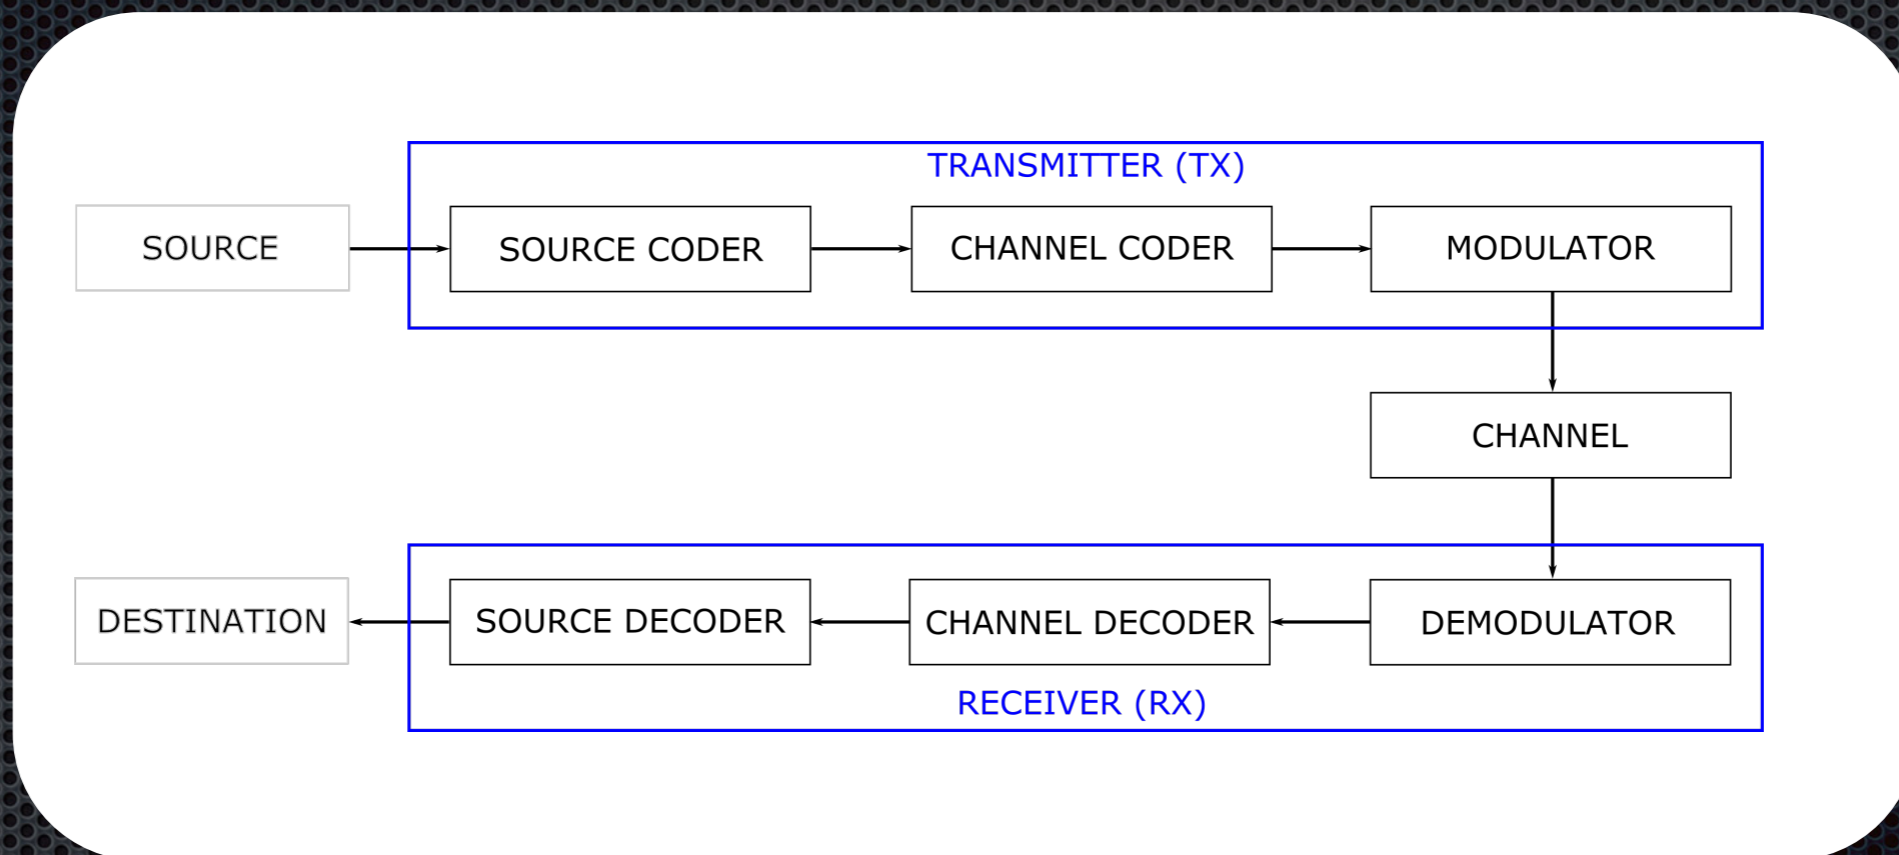 TRANSMITTER (TX)
SOURCE
SOURCE CODER
CHANNEL CODER
MODULATOR
CHANNEL
DESTINATION
SOURCE DECODER
CHANNEL DECODER
DEMODULATOR
RECEIVER (RX)